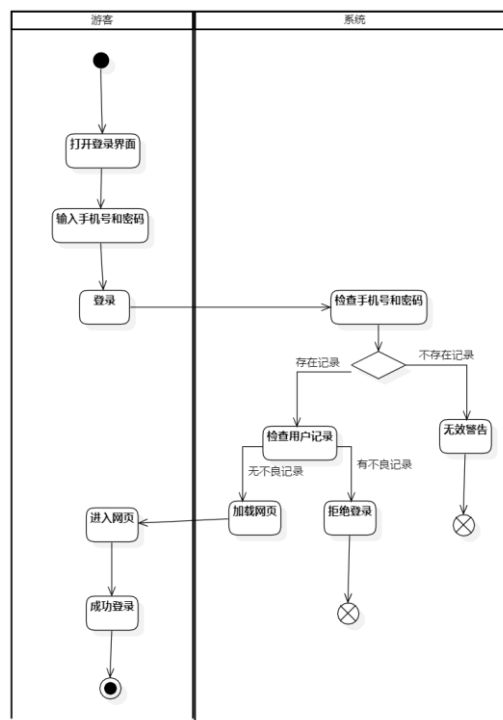 游客
系统
打开登录界面
输入手机号和密码
登录
检查手机号和密码
存在记录
不存在记录
检查用户记录
无效警告
无不良记录
有不良记录
进入网页
加载网页
拒绝登录
成功登录